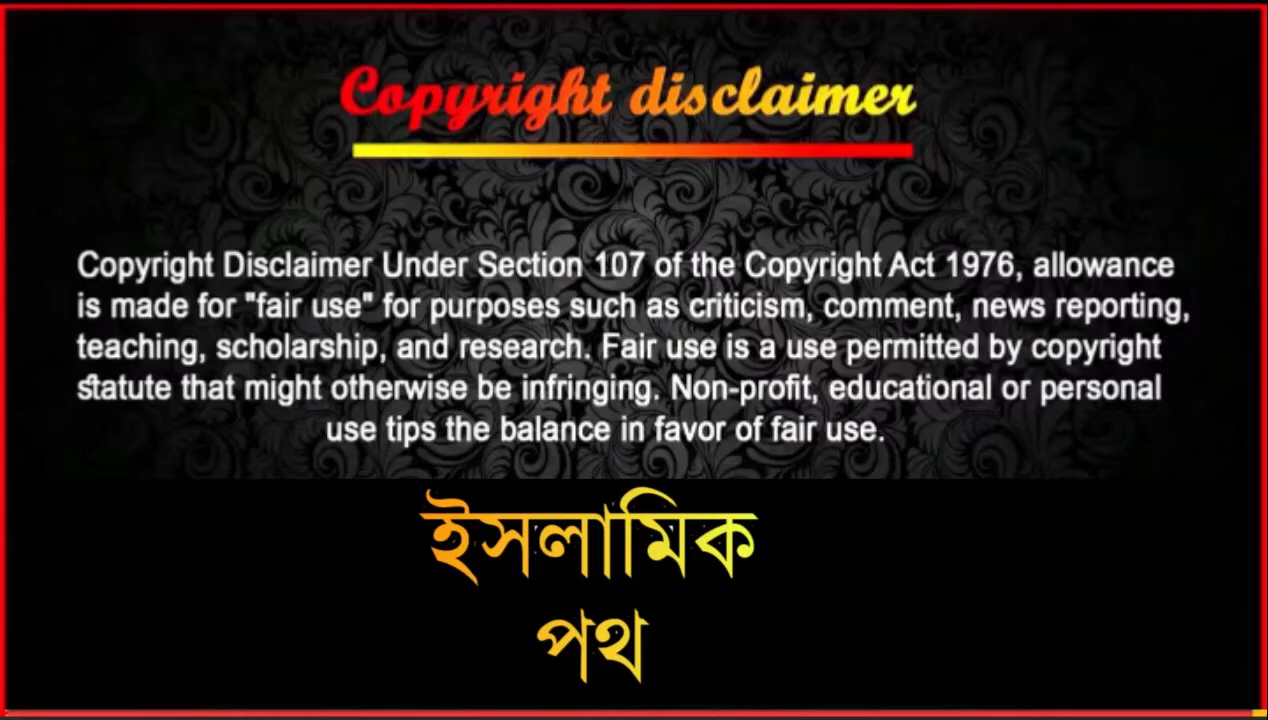 Copyright disclaimer
Copyright Disclaimer Under Section 107 of the Copyright Act 1976, allowance
is made for "fair use" for purposes such as criticism, comment, news reporting,
teaching, scholarship, and research. Fair use is a use permitted by copyright
statute that might otherwise be infringing. Non-profit, educational or personal
use tips the balance in favor of fair use.
ইসলামিক
পথ